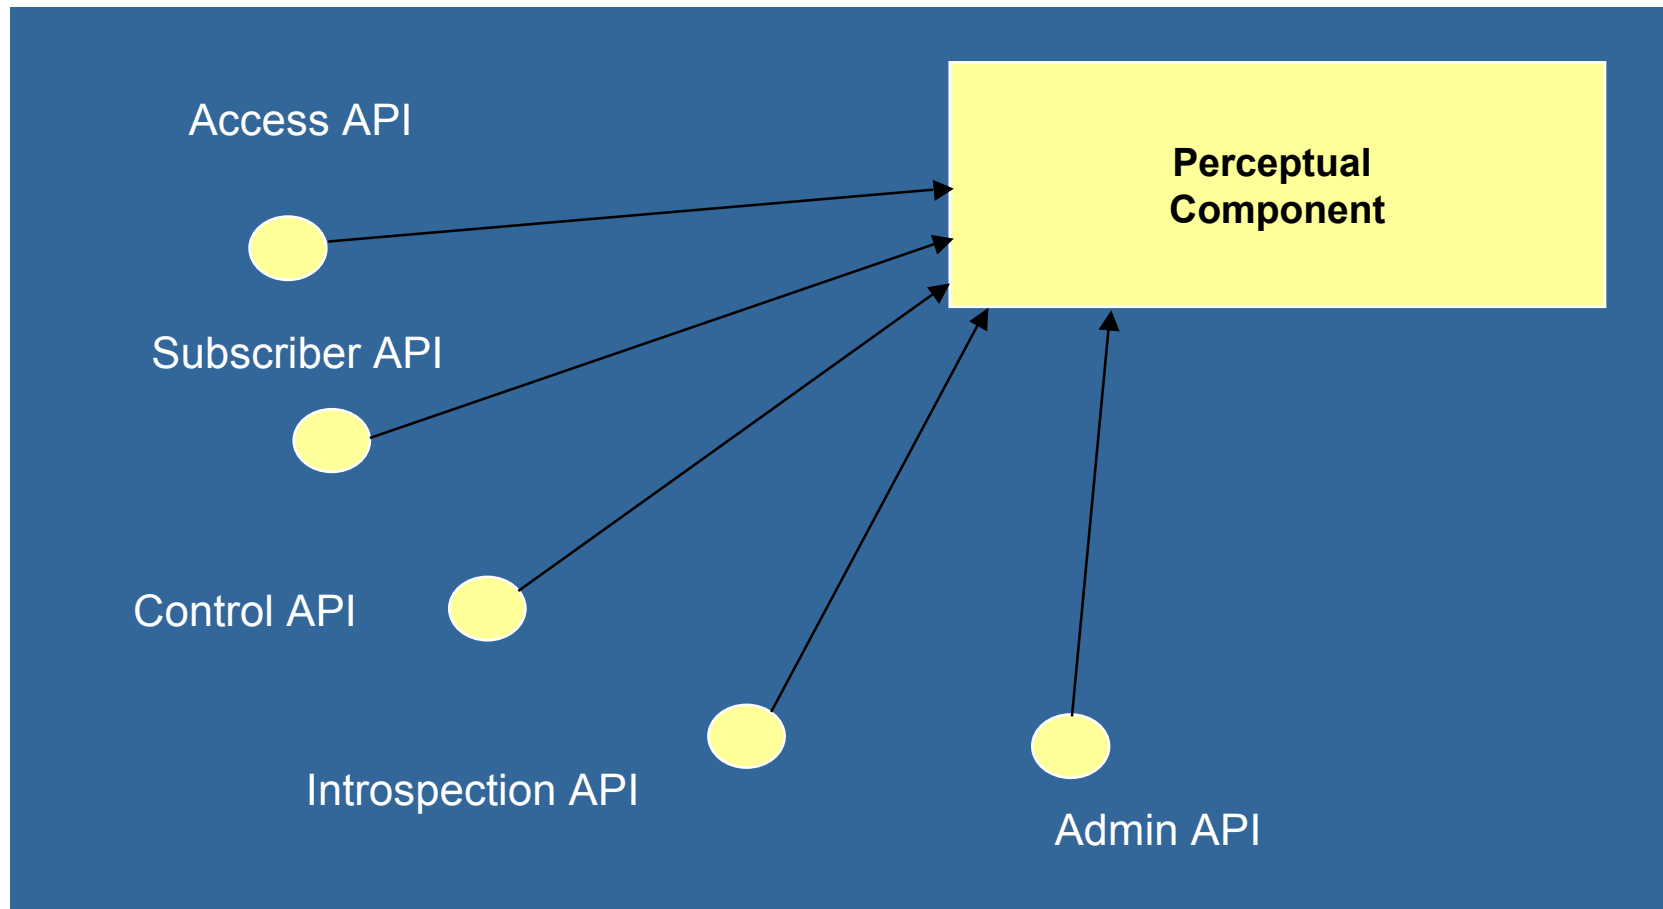 Access API
Perceptual
Component
Subscriber API
Control API
Introspection API
Admin API